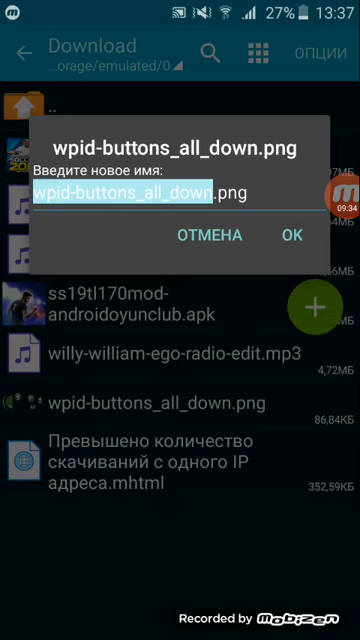 27% 13:37
Download
...orage/emulated/0
ОПЦИИ
..
wpid-buttons_all_down.png
Введите новое имя:
wpid-buttons_all_down.png
09:34
ОТМЕНА
OK
ss19tl170mod-
androidoyunclub.apk
willy-william-ego-radio-edit.mp3
4,72МБ
wpid-buttons_all_down.png
86,84КБ
Превышено количество
скачиваний с одного IP
адреса.mhtml
352,59КБ
Recorded by Mobizen